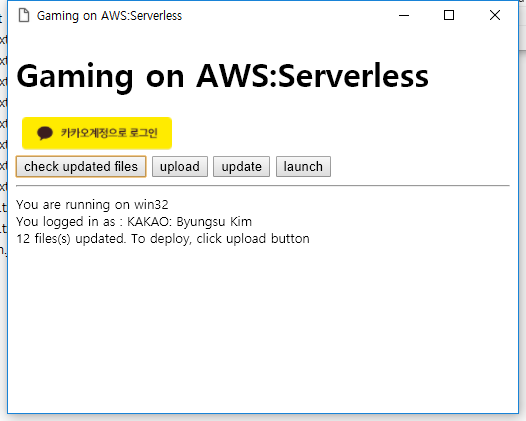 Gaming on AWS:Serverless
Gaming on AWS:Serverless
카카오계정으로 로그인
check updated files upload update launch
You are running on win32
You logged in as : KAKAO: Byungsu Kim
12 files(s) updated. To deploy, click upload button